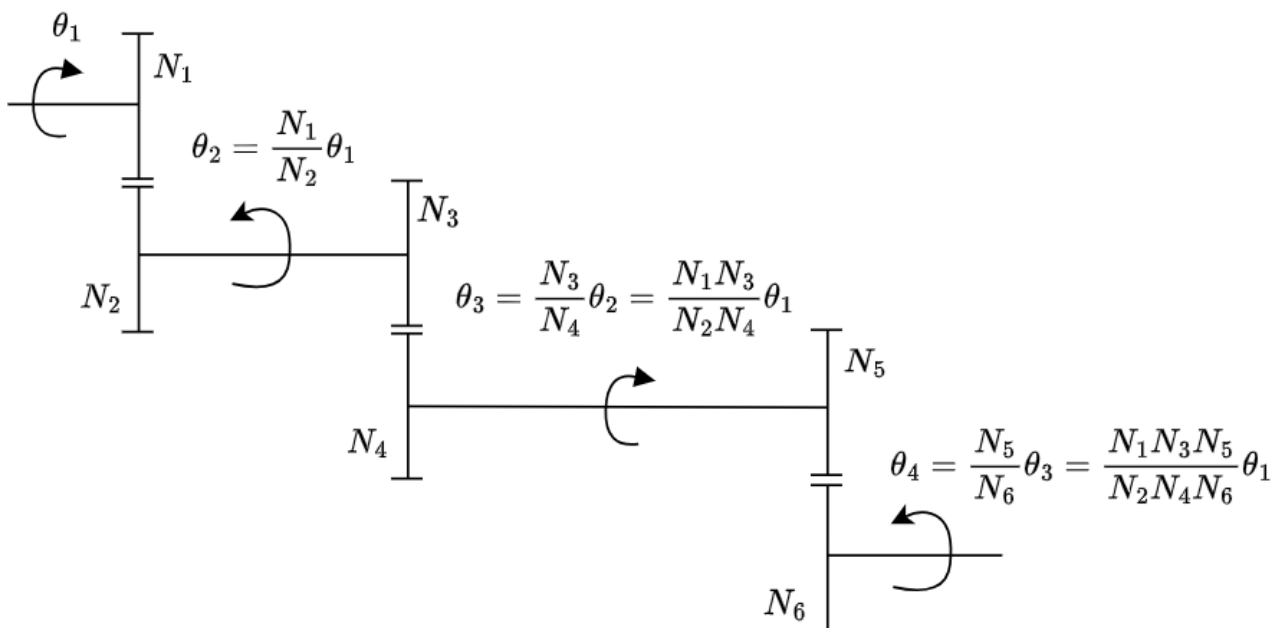 θ₁
N₁
θ₂ = N₁/N₂ θ₁
N₃
N₂
θ₃ = N₃/N₄ θ₂ = N₁N₃/N₂N₄ θ₁
N₅
N₄
θ₄ = N₅/N₆ θ₃ = N₁N₃N₅/N₂N₄N₆ θ₁
N₆